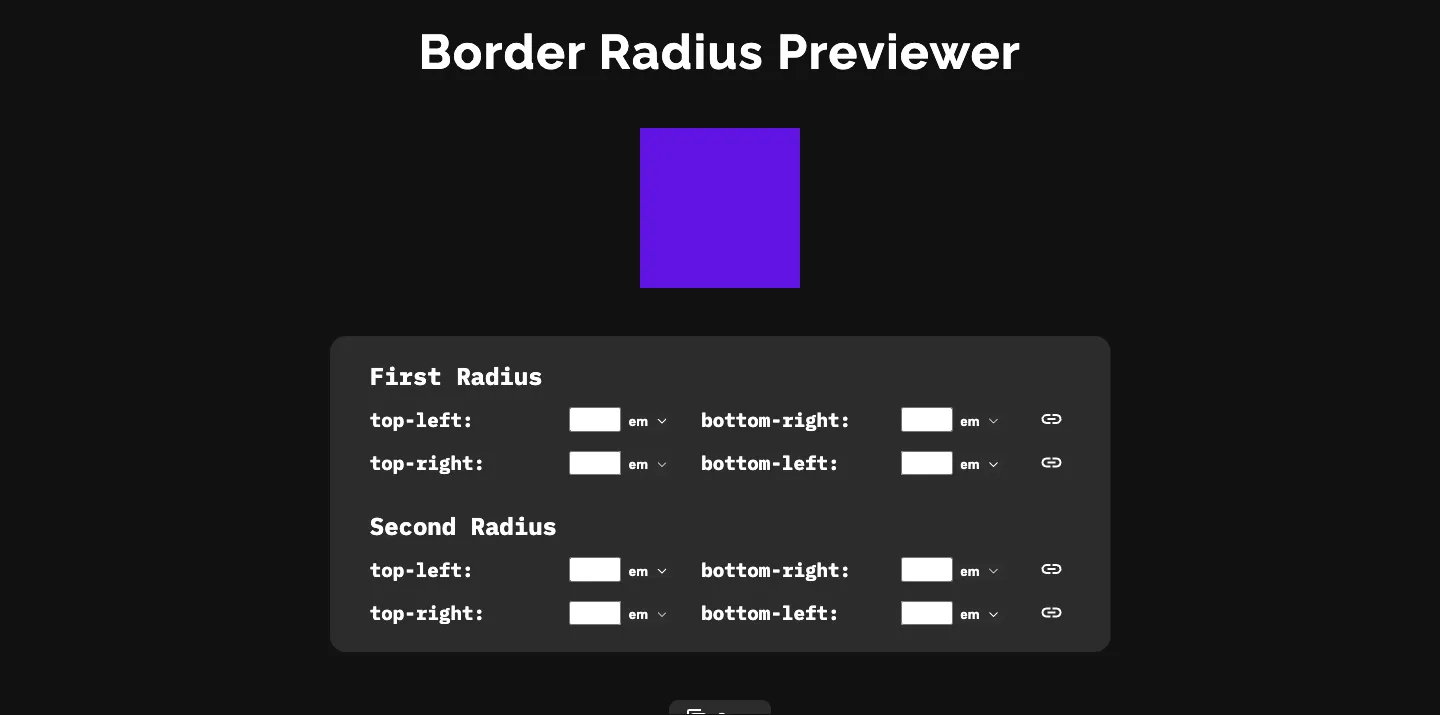 Border Radius Previewer
First Radius
top-left: em bottom-right: em
top-right: em bottom-left: em
Second Radius
top-left: em bottom-right: em
top-right: em bottom-left: em